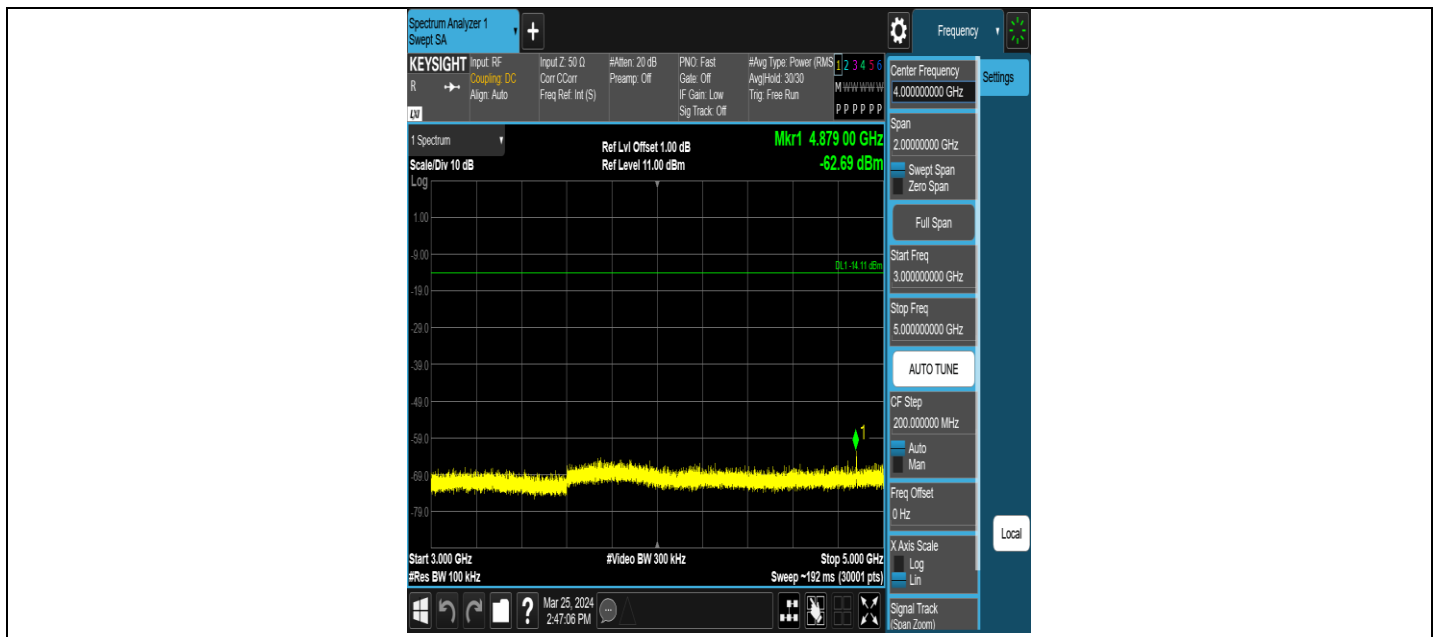 Spectrum Analyzer 1
Swept SA
+
Frequency
KEYSIGHT
R
LXI
Input: RF
Coupling: DC
Align: Auto
Input Z: 50 Ω
Corr CCorr
Freq Ref: Int (S)
#Atten: 20 dB
Preamp: Off
PNO: Fast
Gate: Off
IF Gain: Low
Sig Track: Off
#Avg Type: Power (RMS
Avg|Hold: 30/30
Trig: Free Run
1 2 3 4 5 6
M W W W W W
P P P P P P
1 Spectrum
Scale/Div 10 dB
Ref Lvl Offset 1.00 dB
Ref Level 11.00 dBm
Mkr1 4.879 00 GHz
-62.69 dBm
Log
1.00
-9.00
DL1 -14.11 dBm
-19.0
-29.0
-39.0
-49.0
-59.0
1
-69.0
-79.0
Start 3.000 GHz
#Video BW 300 kHz
Stop 5.000 GHz
#Res BW 100 kHz
Sweep ~192 ms (30001 pts)
?
Mar 25, 2024
2:47:06 PM
Center Frequency
4.000000000 GHz
Settings
Span
2.00000000 GHz
Swept Span
Zero Span
Full Span
Start Freq
3.000000000 GHz
Stop Freq
5.000000000 GHz
AUTO TUNE
CF Step
200.000000 MHz
Auto
Man
Freq Offset
0 Hz
Local
X Axis Scale
Log
Lin
Signal Track
(Span Zoom)